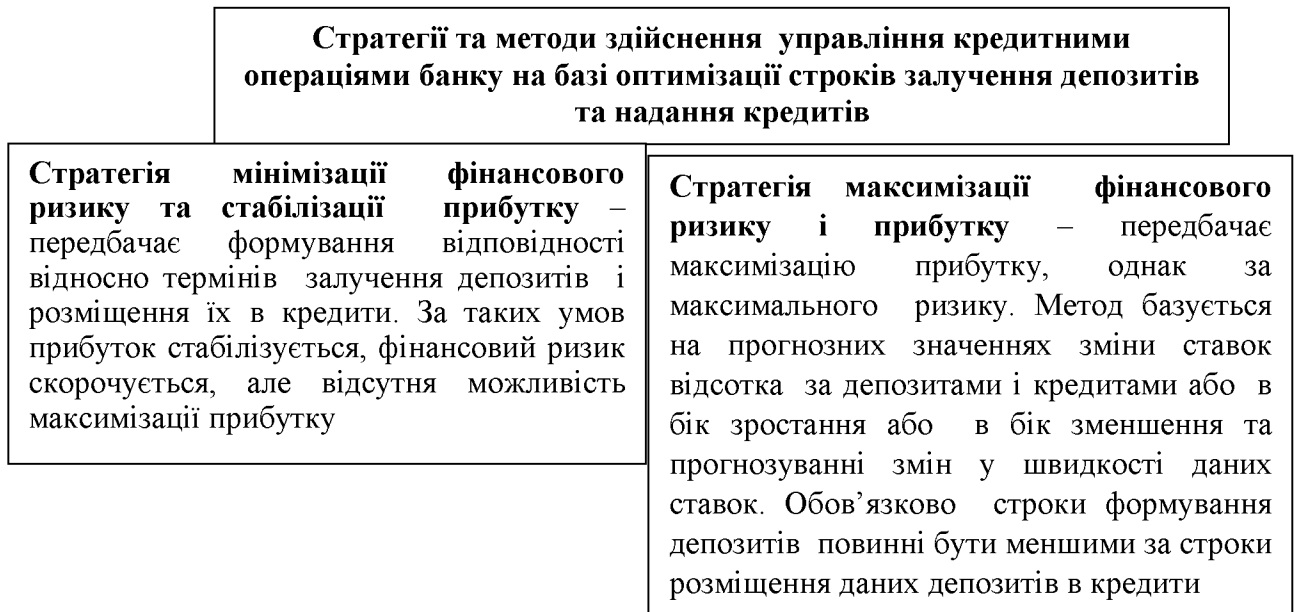 Стратегії та методи здійснення управління кредитними
операціями банку на базі оптимізації строків залучення депозитів
та надання кредитів
Стратегія мінімізації фінансового
ризику та стабілізації прибутку –
передбачає формування відповідності
відносно термінів залучення депозитів і
розміщення їх в кредити. За таких умов
прибуток стабілізується, фінансовий ризик
скорочується, але відсутня можливість
максимізації прибутку
Стратегія максимізації фінансового
ризику і прибутку – передбачає
максимізацію прибутку, однак за
максимального ризику. Метод базується
на прогнозних значеннях зміни ставок
відсотка за депозитами і кредитами або в
бік зростання або в бік зменшення та
прогнозуванні змін у швидкості даних
ставок. Обов’язково строки формування
депозитів повинні бути меншими за строки
розміщення даних депозитів в кредити